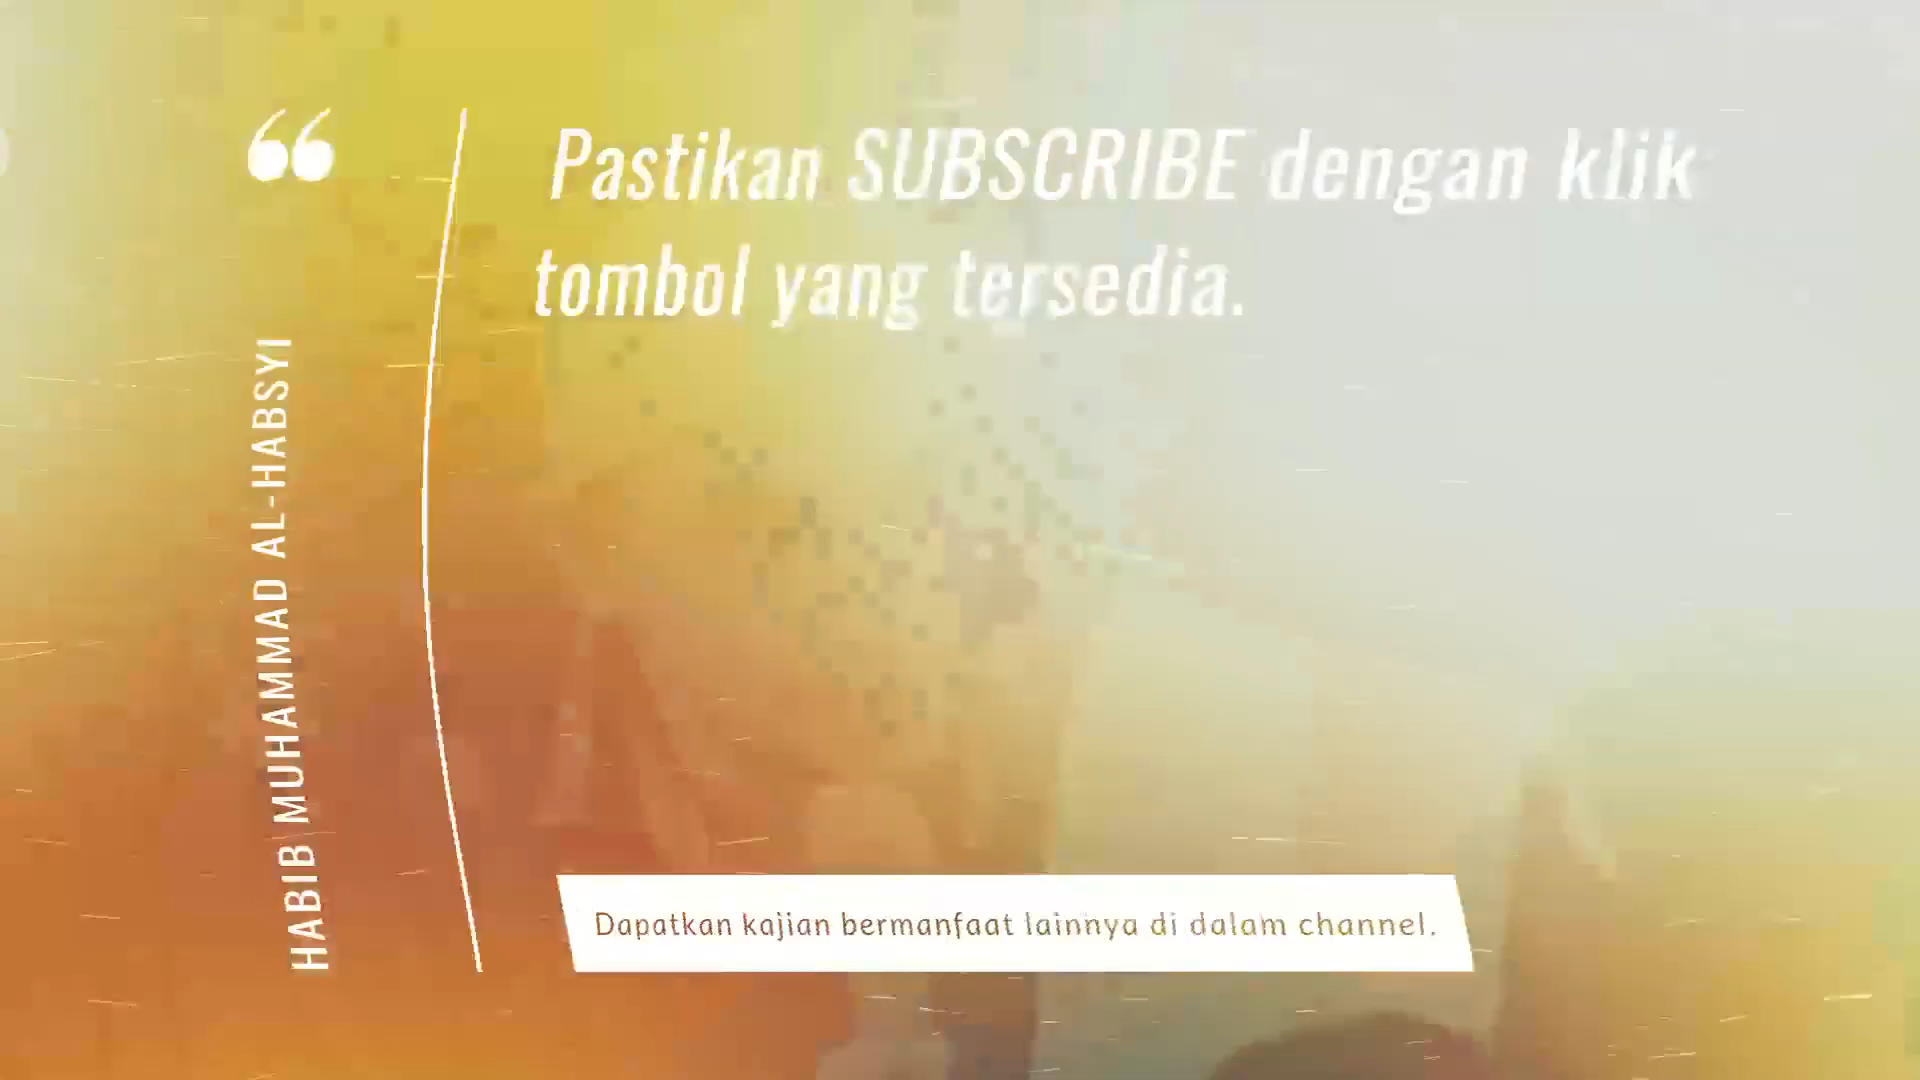 ❝
Pastikan SUBSCRIBE dengan klik
tombol yang tersedia.
HABIB MUHAMMAD AL-HABSYI
Dapatkan kajian bermanfaat lainnya di dalam channel.